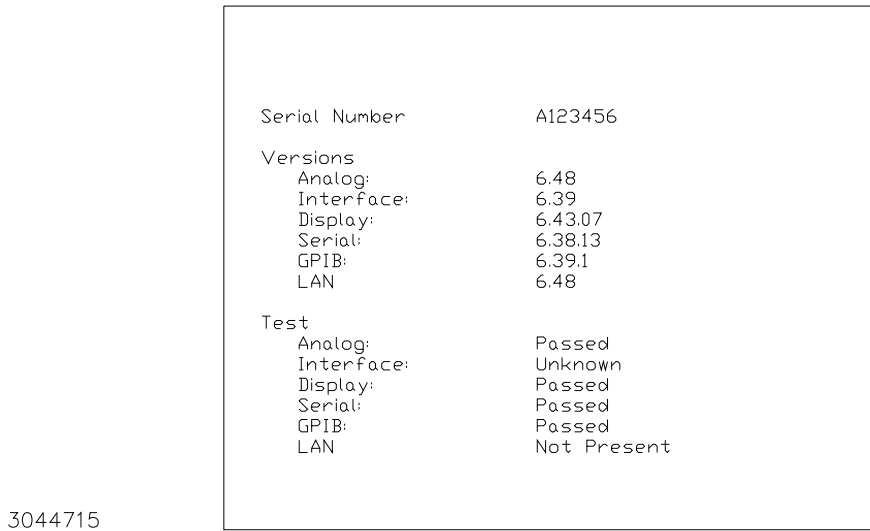 Serial Number A123456
Versions
Analog: 6.48
Interface: 6.39
Display: 6.43.07
Serial: 6.38.13
GPIB: 6.39.1
LAN 6.48
Test
Analog: Passed
Interface: Unknown
Display: Passed
Serial: Passed
GPIB: Passed
LAN Not Present
3044715